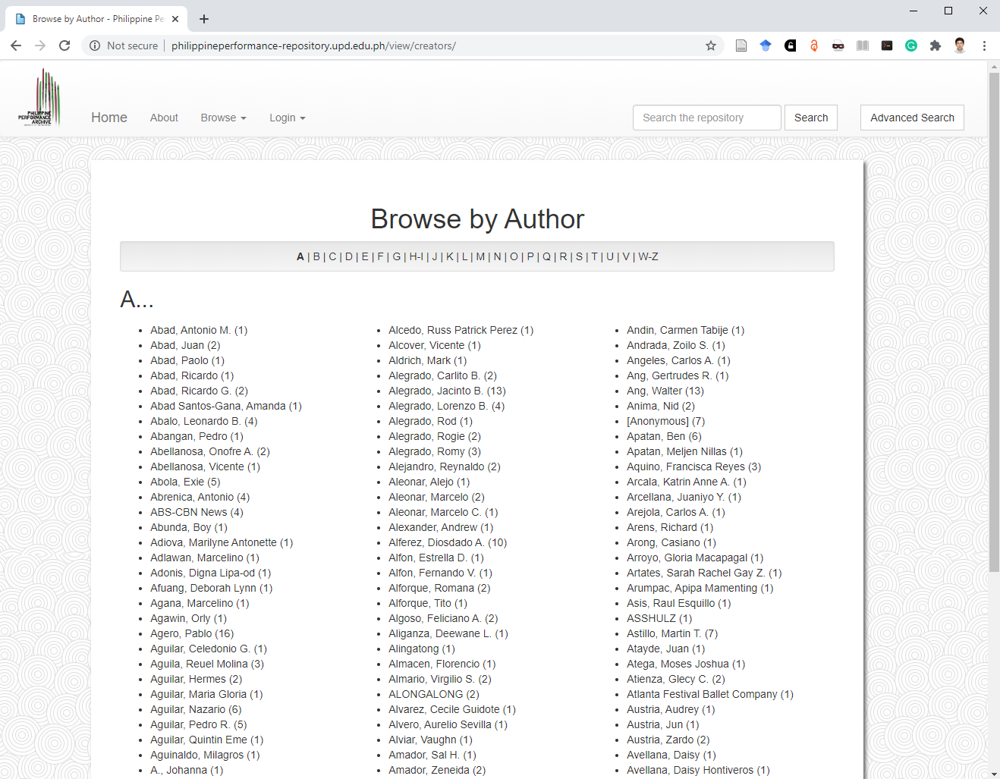 Browse by Author - Philippine Pe
Not secure philippineperformance-repository.upd.edu.ph/view/creators/
PHILIPPINE
PERFORMANCE
ARCHIVE
Home About Browse Login
Search the repository Search Advanced Search
Browse by Author
A | B | C | D | E | F | G | H-I | J | K | L | M | N | O | P | Q | R | S | T | U | V | W-Z
A...
Abad, Antonio M. (1)
Abad, Juan (2)
Abad, Paolo (1)
Abad, Ricardo (1)
Abad, Ricardo G. (2)
Abad Santos-Gana, Amanda (1)
Abalo, Leonardo B. (4)
Abangan, Pedro (1)
Abellanosa, Onofre A. (2)
Abellanosa, Vicente (1)
Abola, Exie (5)
Abrenica, Antonio (4)
ABS-CBN News (4)
Abunda, Boy (1)
Adiova, Marilyne Antonette (1)
Adlawan, Marcelino (1)
Adonis, Digna Lipa-od (1)
Afuang, Deborah Lynn (1)
Agana, Marcelino (1)
Agawin, Orly (1)
Agero, Pablo (16)
Aguilar, Celedonio G. (1)
Aguila, Reuel Molina (3)
Aguilar, Hermes (2)
Aguilar, Maria Gloria (1)
Aguilar, Nazario (6)
Aguilar, Pedro R. (5)
Aguilar, Quintin Eme (1)
Aguinaldo, Milagros (1)
A., Johanna (1)
Alcedo, Russ Patrick Perez (1)
Alcover, Vicente (1)
Aldrich, Mark (1)
Alegrado, Carlito B. (2)
Alegrado, Jacinto B. (13)
Alegrado, Lorenzo B. (4)
Alegrado, Rod (1)
Alegrado, Rogie (2)
Alegrado, Romy (3)
Alejandro, Reynaldo (2)
Aleonar, Alejo (1)
Aleonar, Marcelo (2)
Aleonar, Marcelo C. (1)
Alexander, Andrew (1)
Alferez, Diosdado A. (10)
Alfon, Estrella D. (1)
Alfon, Fernando V. (1)
Alforque, Romana (2)
Alforque, Tito (1)
Algoso, Feliciano A. (2)
Aliganza, Deewane L. (1)
Alingatong (1)
Almacen, Florencio (1)
Almario, Virgilio S. (2)
ALONGALONG (2)
Alvarez, Cecile Guidote (1)
Alvero, Aurelio Sevilla (1)
Alviar, Vaughn (1)
Amador, Sal H. (1)
Amador, Zeneida (2)
Andin, Carmen Tabije (1)
Andrada, Zoilo S. (1)
Angeles, Carlos A. (1)
Ang, Gertrudes R. (1)
Ang, Walter (13)
Anima, Nid (2)
[Anonymous] (7)
Apatan, Ben (6)
Apatan, Meljen Nillas (1)
Aquino, Francisca Reyes (3)
Arcala, Katrin Anne A. (1)
Arcellana, Juaniyo Y. (1)
Arejola, Carlos A. (1)
Arens, Richard (1)
Arong, Casiano (1)
Arroyo, Gloria Macapagal (1)
Artates, Sarah Rachel Gay Z. (1)
Arumpac, Apipa Mamenting (1)
Asis, Raul Esquillo (1)
ASSHULZ (1)
Astillo, Martin T. (7)
Atayde, Juan (1)
Atega, Moses Joshua (1)
Atienza, Glecy C. (2)
Atlanta Festival Ballet Company (1)
Austria, Audrey (1)
Austria, Jun (1)
Austria, Zardo (2)
Avellana, Daisy (1)
Avellana, Daisy Hontiveros (1)